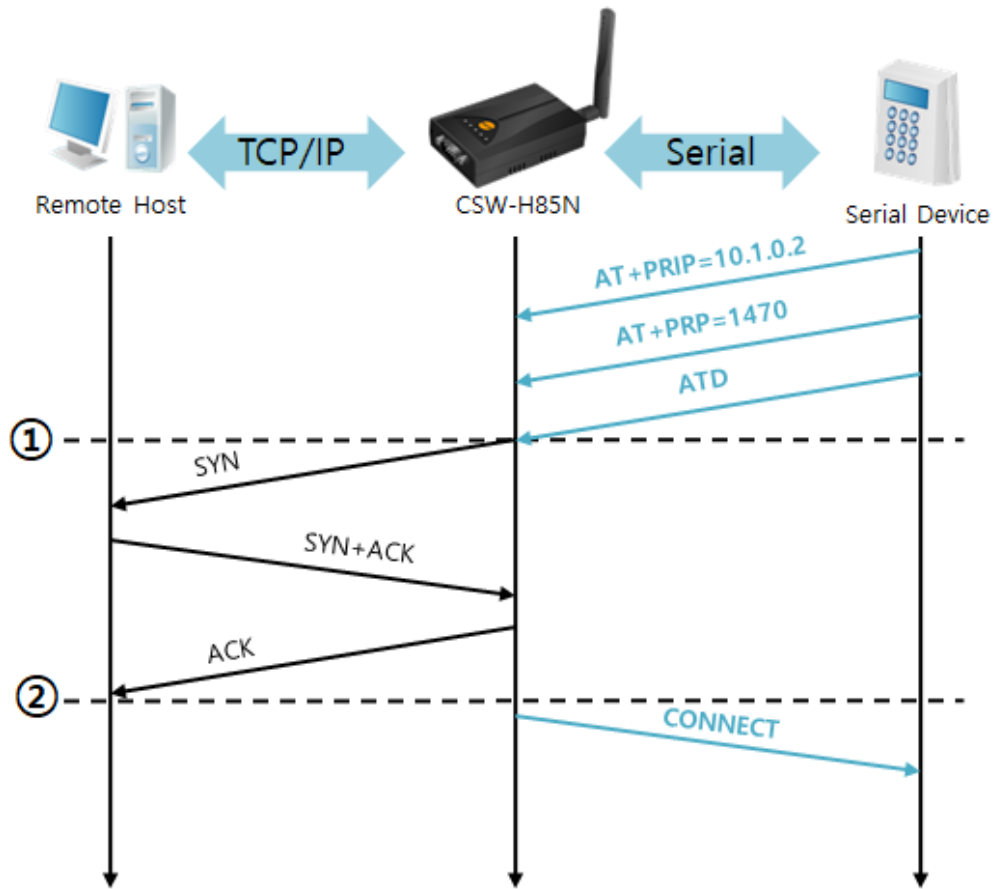 TCP/IP
Serial
Remote Host
CSW-H85N
Serial Device
AT+PRIP=10.1.0.2
AT+PRP=1470
ATD
①
SYN
SYN+ACK
ACK
②
CONNECT